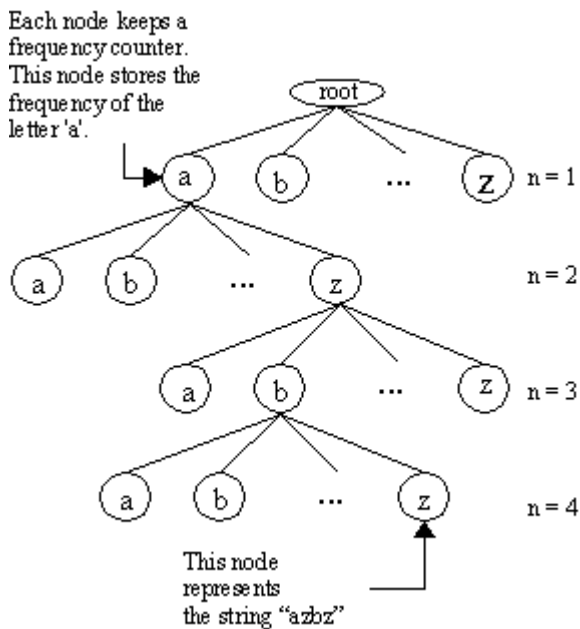 Each node keeps a
frequency counter.
This node stores the
frequency of the
letter 'a'.
root
a b ... z n = 1
a b ... z n = 2
a b ... z n = 3
a b ... z n = 4
This node
represents
the string “azbz”